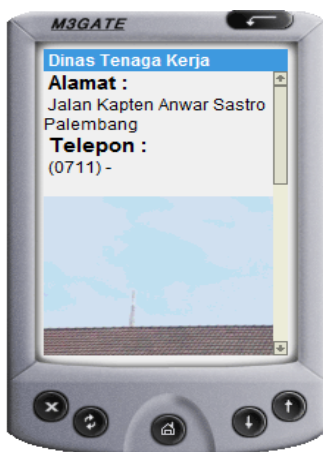 M3GATE
Dinas Tenaga Kerja
Alamat :
Jalan Kapten Anwar Sastro
Palembang
Telepon :
(0711) -